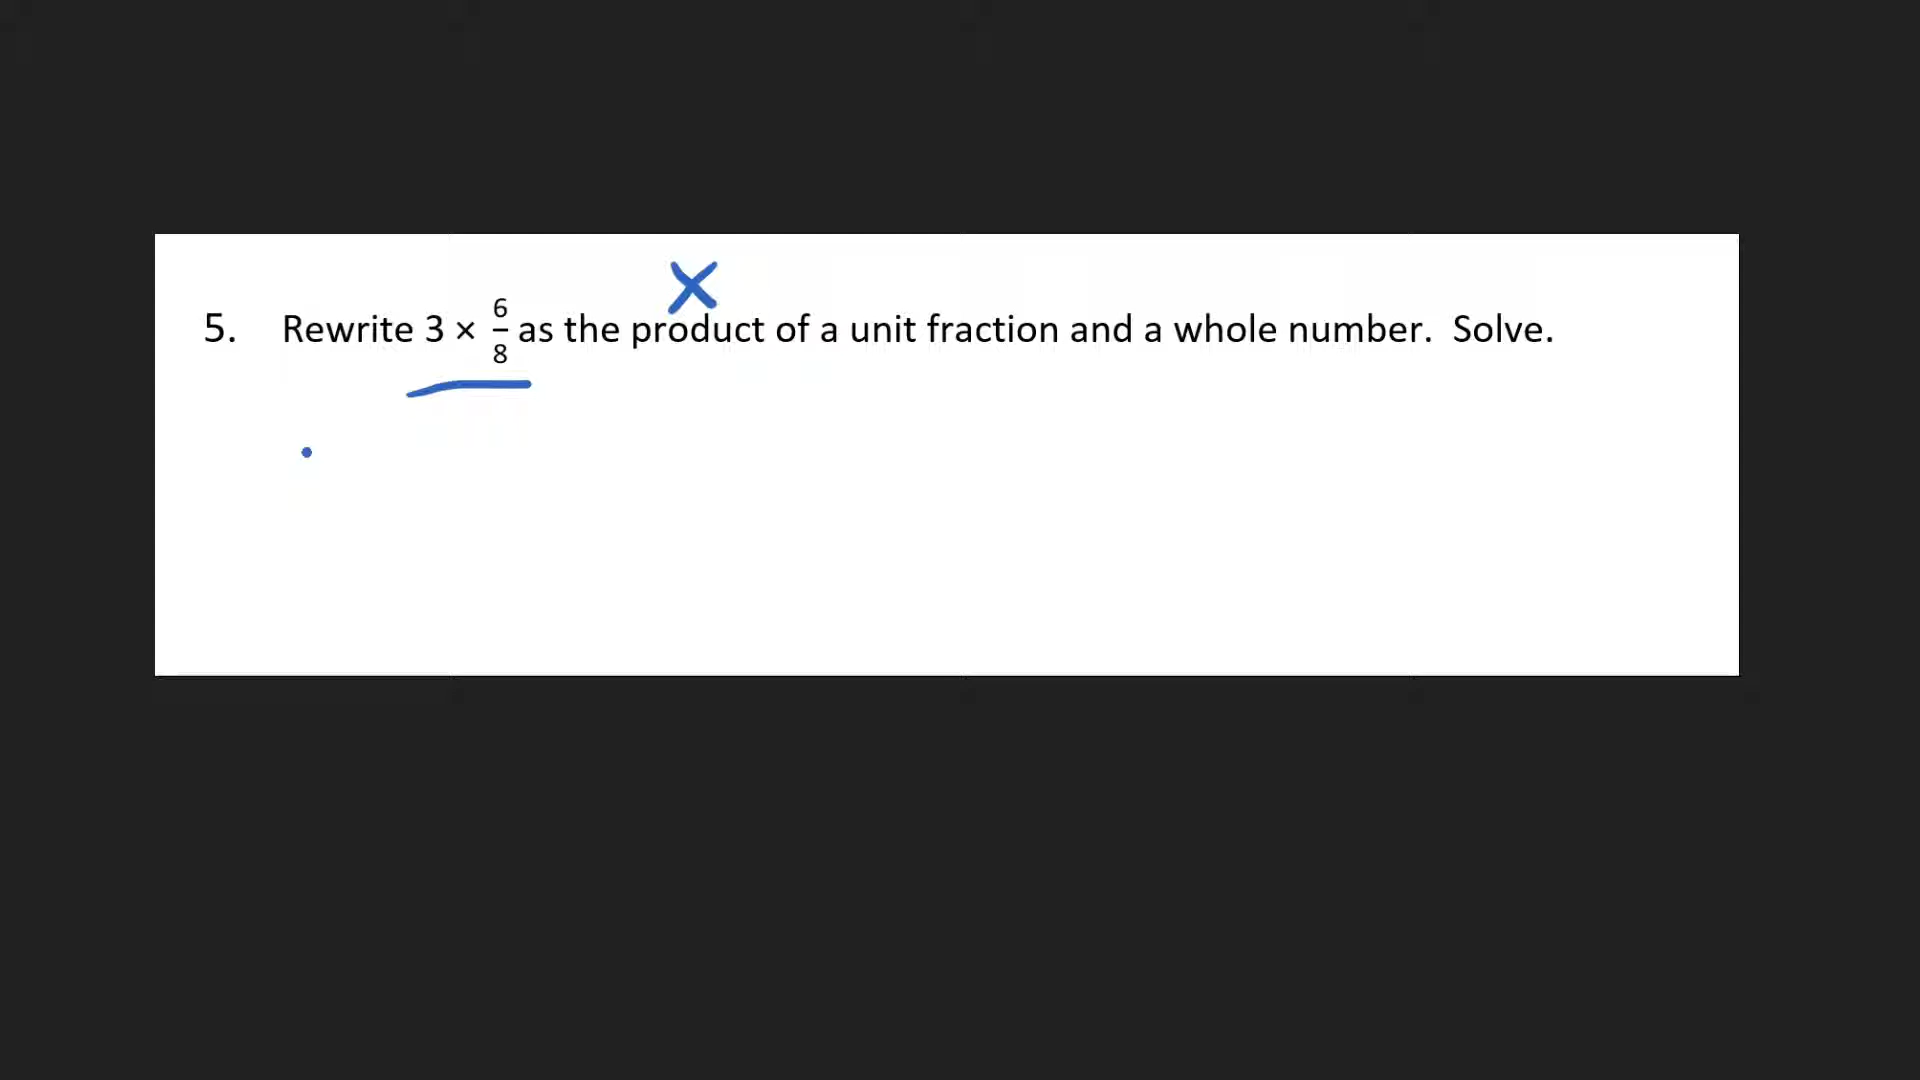 ×
5. Rewrite 3 × 6/8 as the product of a unit fraction and a whole number. Solve.